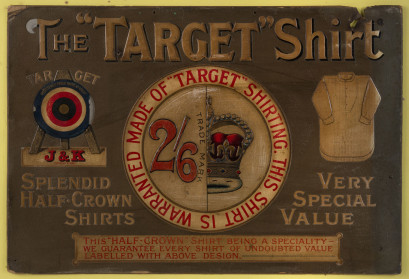 The "TARGET" Shirt
TARGET
J&K
THIS SHIRT IS WARRANTED MADE OF "TARGET" SHIRTING.
2/6
TRADE MARK
SPLENDID
HALF-CROWN
SHIRTS
VERY
SPECIAL
VALUE
THIS "HALF-CROWN" SHIRT BEING A SPECIALITY—
WE GUARANTEE EVERY SHIRT OF UNDOUBTED VALUE
LABELLED WITH ABOVE DESIGN.